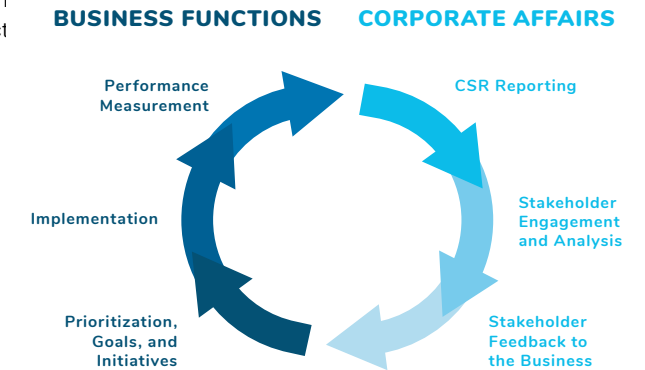 BUSINESS FUNCTIONS
CORPORATE AFFAIRS
Performance
Measurement
CSR Reporting
Implementation
Stakeholder
Engagement
and Analysis
Prioritization,
Goals, and
Initiatives
Stakeholder
Feedback to
the Business